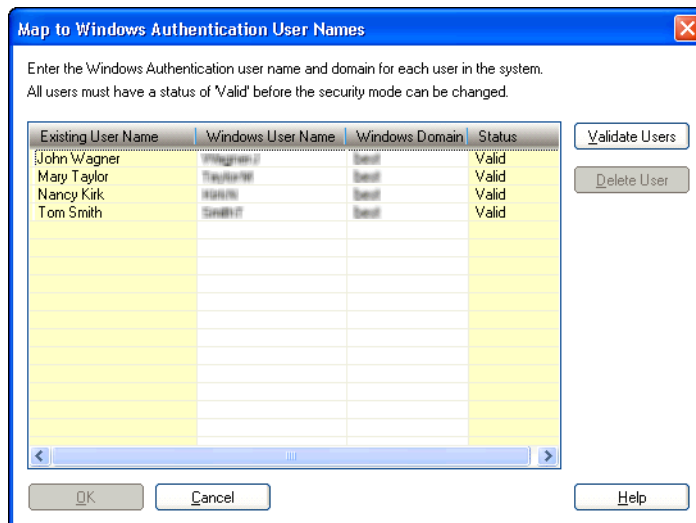 Map to Windows Authentication User Names
Enter the Windows Authentication user name and domain for each user in the system.
All users must have a status of 'Valid' before the security mode can be changed.
Existing User Name Windows User Name Windows Domain Status
Validate Users
John Wagner Valid
Mary Taylor Valid
Delete User
Nancy Kirk Valid
Tom Smith Valid
OK Cancel Help